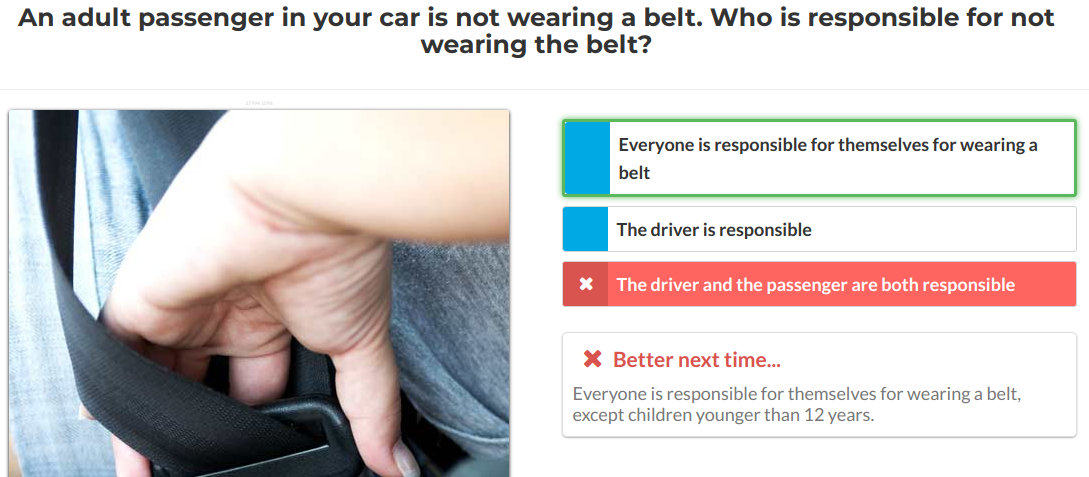 An adult passenger in your car is not wearing a belt. Who is responsible for not
wearing the belt?
Everyone is responsible for themselves for wearing a
belt
The driver is responsible
The driver and the passenger are both responsible
Better next time...
Everyone is responsible for themselves for wearing a belt,
except children younger than 12 years.